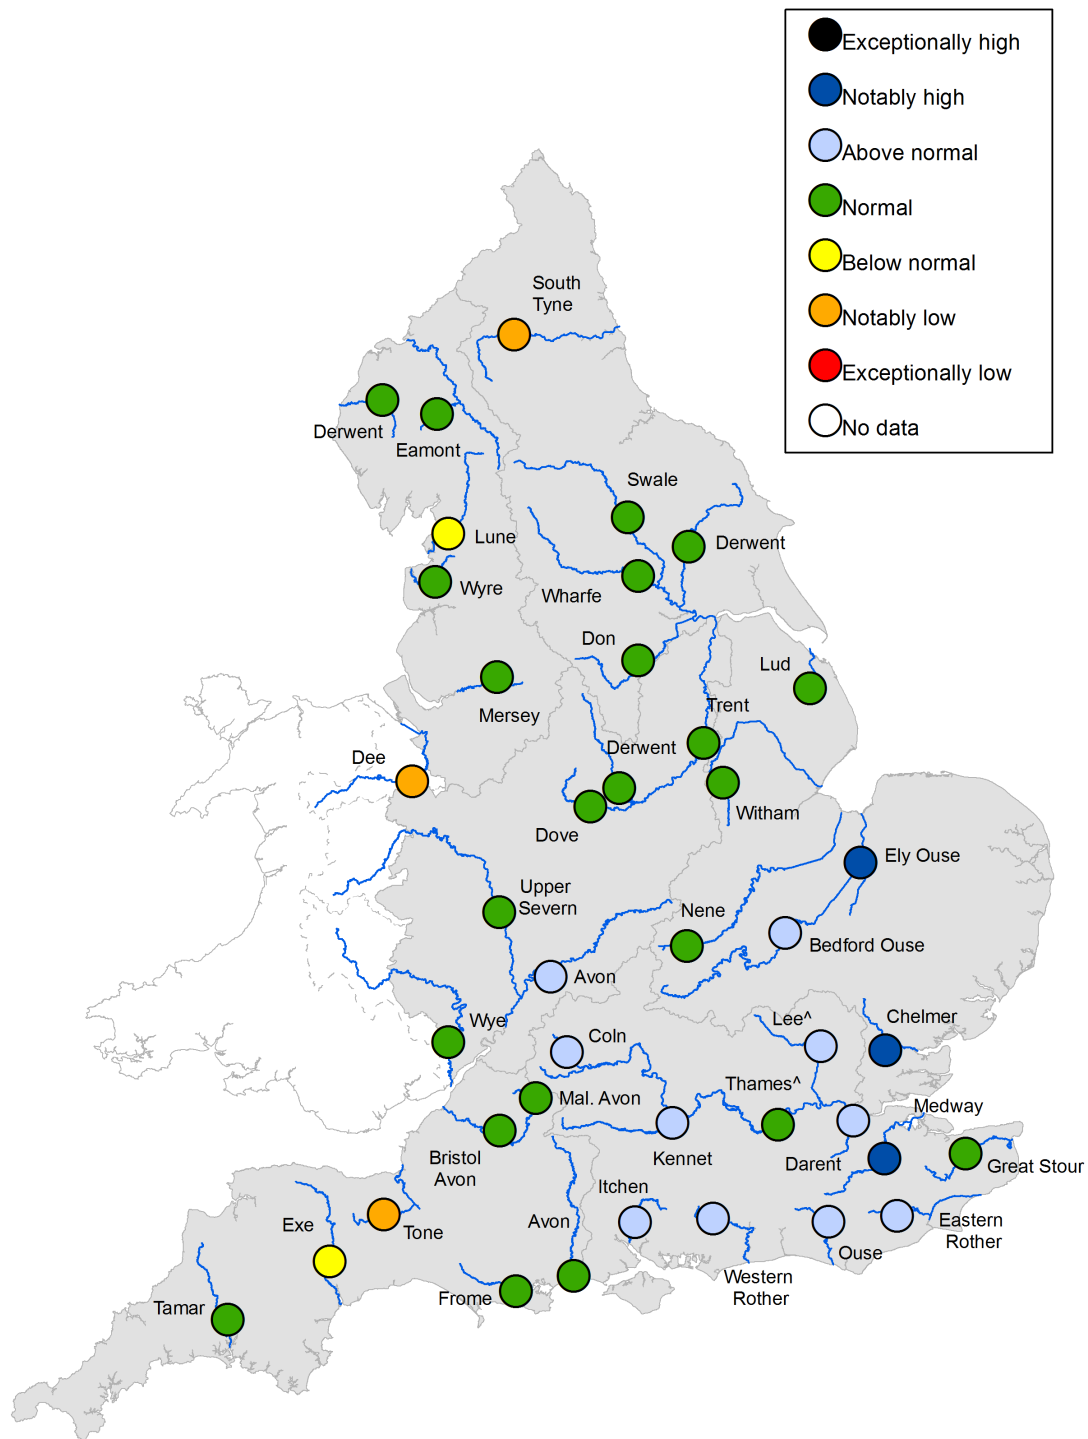 Exceptionally high
Notably high
Above normal
Normal
Below normal
Notably low
Exceptionally low
No data
South
Tyne
Derwent
Eamont
Swale
Lune
Derwent
Wyre
Wharfe
Don
Lud
Mersey
Trent
Dee
Derwent
Witham
Dove
Ely Ouse
Upper
Severn
Nene
Bedford Ouse
Avon
Wye
Coln
Lee^
Chelmer
Thames^
Mal. Avon
Medway
Bristol
Avon
Kennet
Darent
Great Stour
Itchen
Exe
Tone
Avon
Ouse
Eastern
Rother
Western
Rother
Frome
Tamar